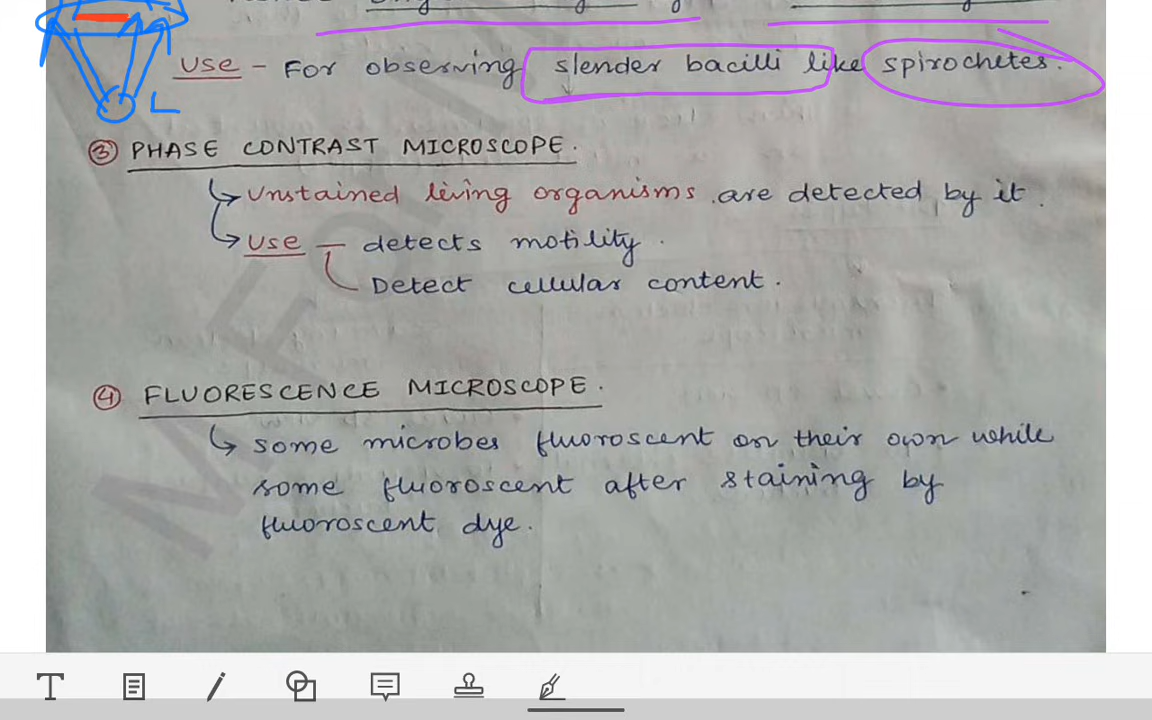 USE - For observing slender bacilli like spirochetes.
L
③ PHASE CONTRAST MICROSCOPE.
↳ Unstained living organisms are detected by it.
↳ USE - detects motility.
Detect cellular content.
④ FLUORESCENCE MICROSCOPE.
↳ some microbes fluoroscent on their own while
some fluoroscent after staining by
fluoroscent dye.
T